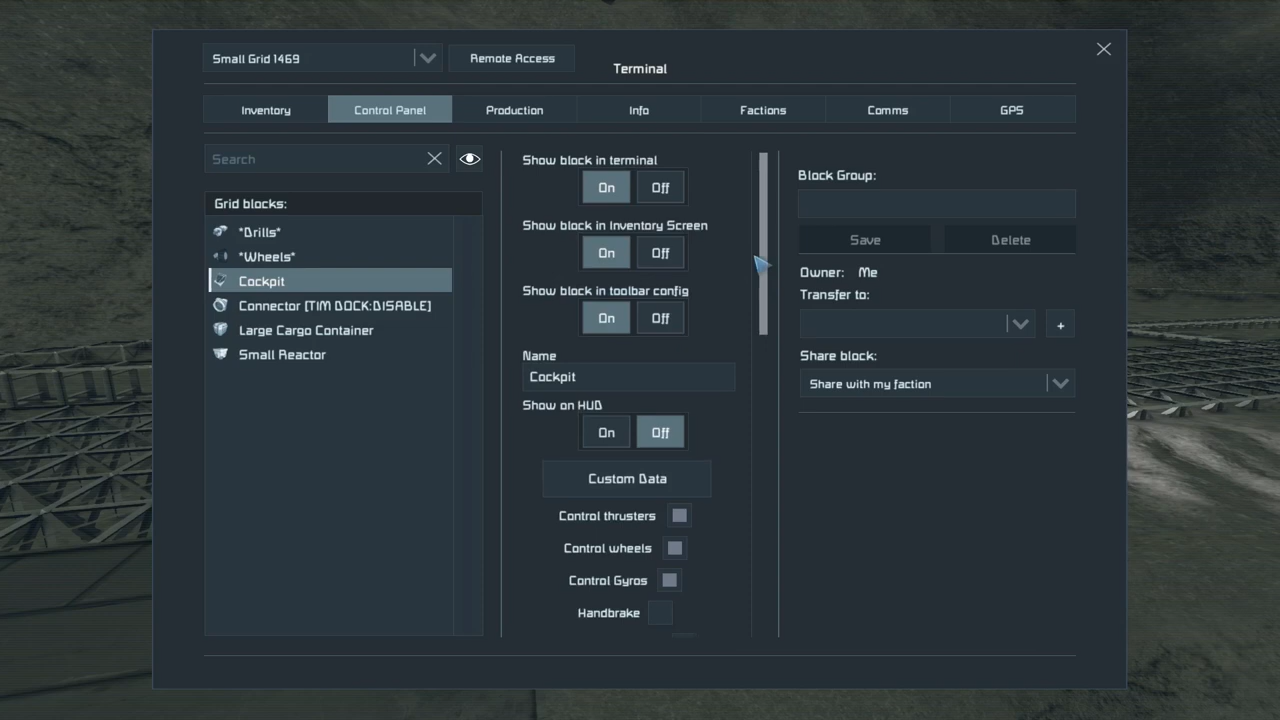 Small Grid 1469
Remote Access
Terminal
Inventory
Control Panel
Production
Info
Factions
Comms
GPS
Search
Grid blocks:
*Drills*
*Wheels*
Cockpit
Connector [TIM DOCK:DISABLE]
Large Cargo Container
Small Reactor
Show block in terminal
On
Off
Show block in Inventory Screen
On
Off
Show block in toolbar config
On
Off
Name
Cockpit
Show on HUD
On
Off
Custom Data
Control thrusters
Control wheels
Control Gyros
Handbrake
Block Group:
Save
Delete
Owner: Me
Transfer to:
+
Share block:
Share with my faction